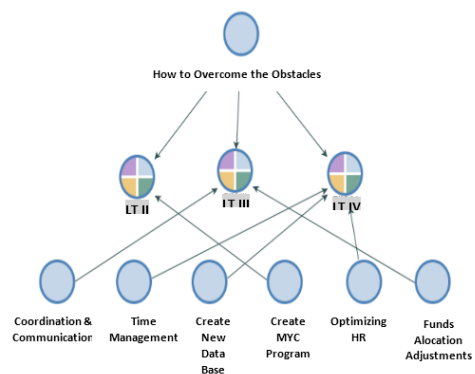 How to Overcome the Obstacles
LT II
LT III
LT IV
Coordination &
Communication
Time
Management
Create
New
Data
Base
Create
MYC
Program
Optimizing
HR
Funds
Alocation
Adjustments